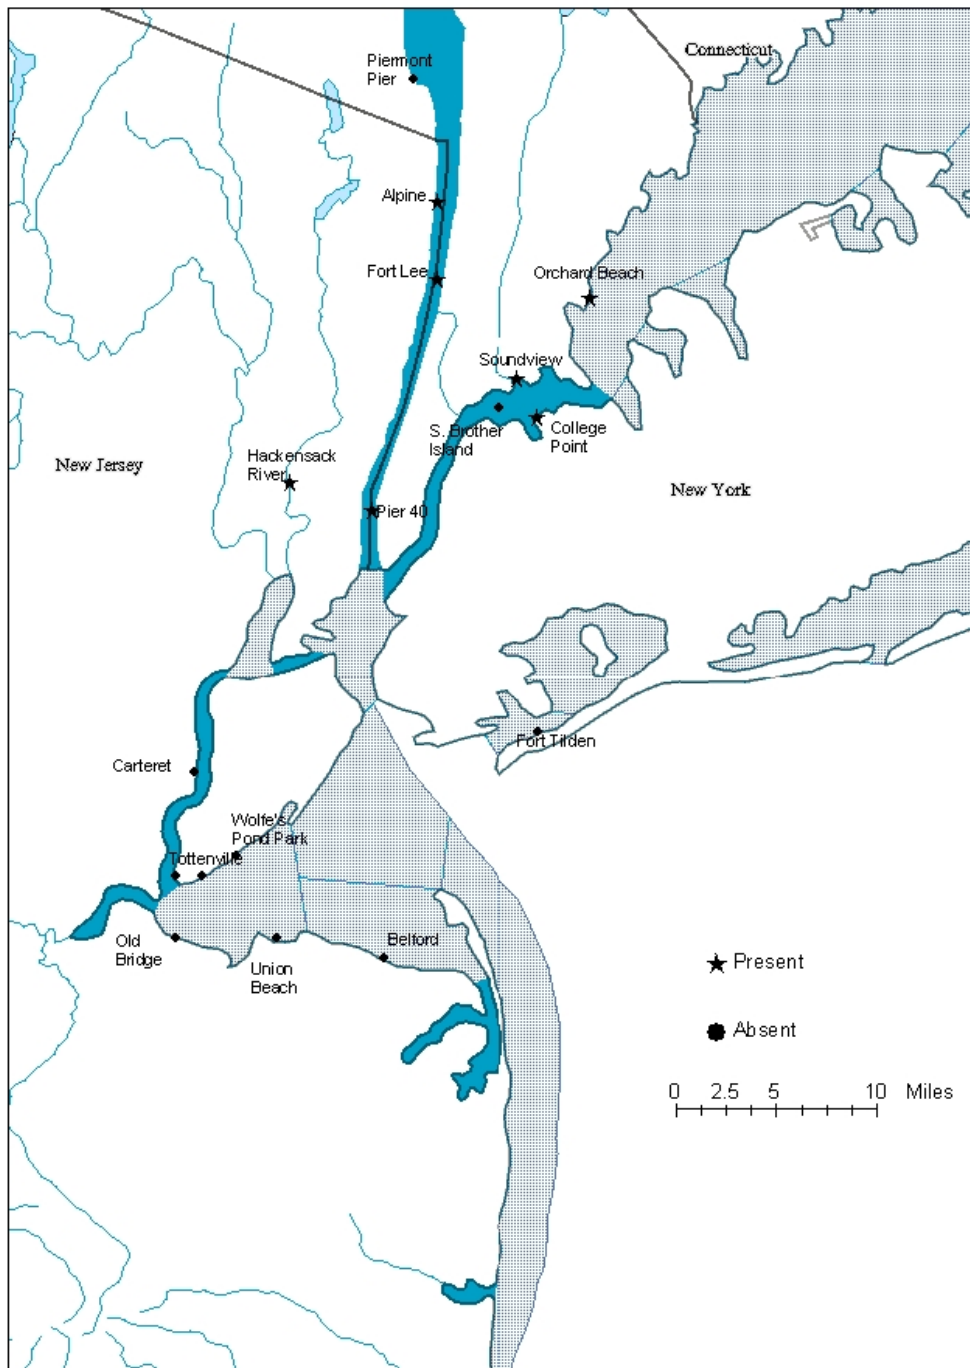 Connecticut
Piermont
Pier
Alpine
Fort Lee
Orchard Beach
Soundview
S. Brother
Island
College
Point
Hackensack
River
New Jersey
New York
Pier 40
Fort Tilden
Carteret
Wolfe's
Pond Park
Tottenville
Old
Bridge
Union
Beach
Belford
Present
Absent
0 2.5 5 10 Miles